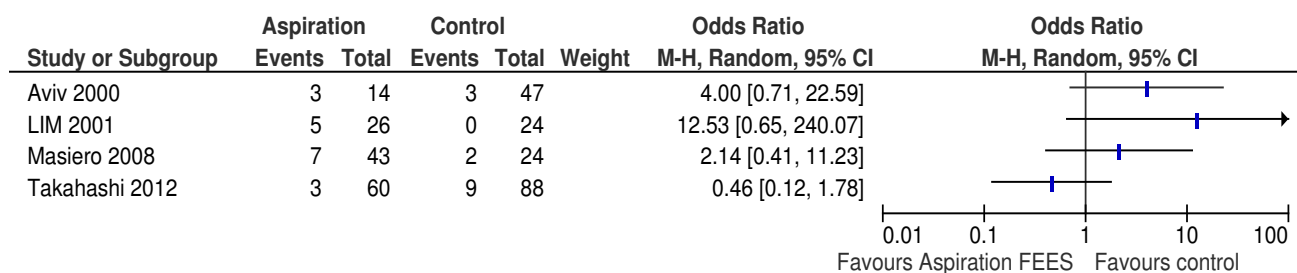 Aspiration Control Odds Ratio Odds Ratio
Study or Subgroup Events Total Events Total Weight M-H, Random, 95% CI M-H, Random, 95% CI
Aviv 2000 3 14 3 47 4.00 [0.71, 22.59]
LIM 2001 5 26 0 24 12.53 [0.65, 240.07]
Masiero 2008 7 43 2 24 2.14 [0.41, 11.23]
Takahashi 2012 3 60 9 88 0.46 [0.12, 1.78]
0.01 0.1 1 10 100
Favours Aspiration FEES Favours control